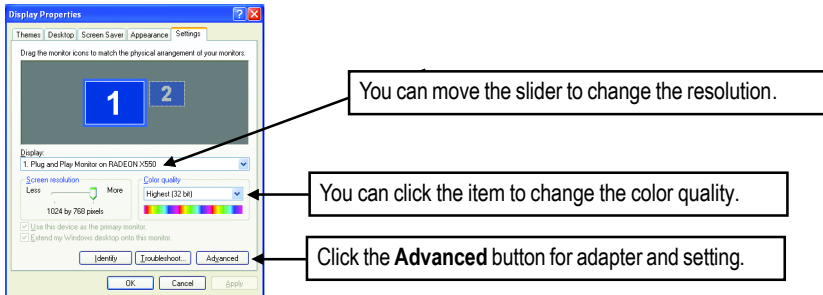 Display Properties
Themes Desktop Screen Saver Appearance Settings
Drag the monitor icons to match the physical arrangement of your monitors.
1 2
You can move the slider to change the resolution.
Display:
1. Plug and Play Monitor on RADEON X550
Screen resolution
Less More
1024 by 768 pixels
Color quality
Highest (32 bit)
You can click the item to change the color quality.
Use this device as the primary monitor.
Extend my Windows desktop onto this monitor.
Identify Troubleshoot... Advanced
Click the Advanced button for adapter and setting.
OK Cancel Apply